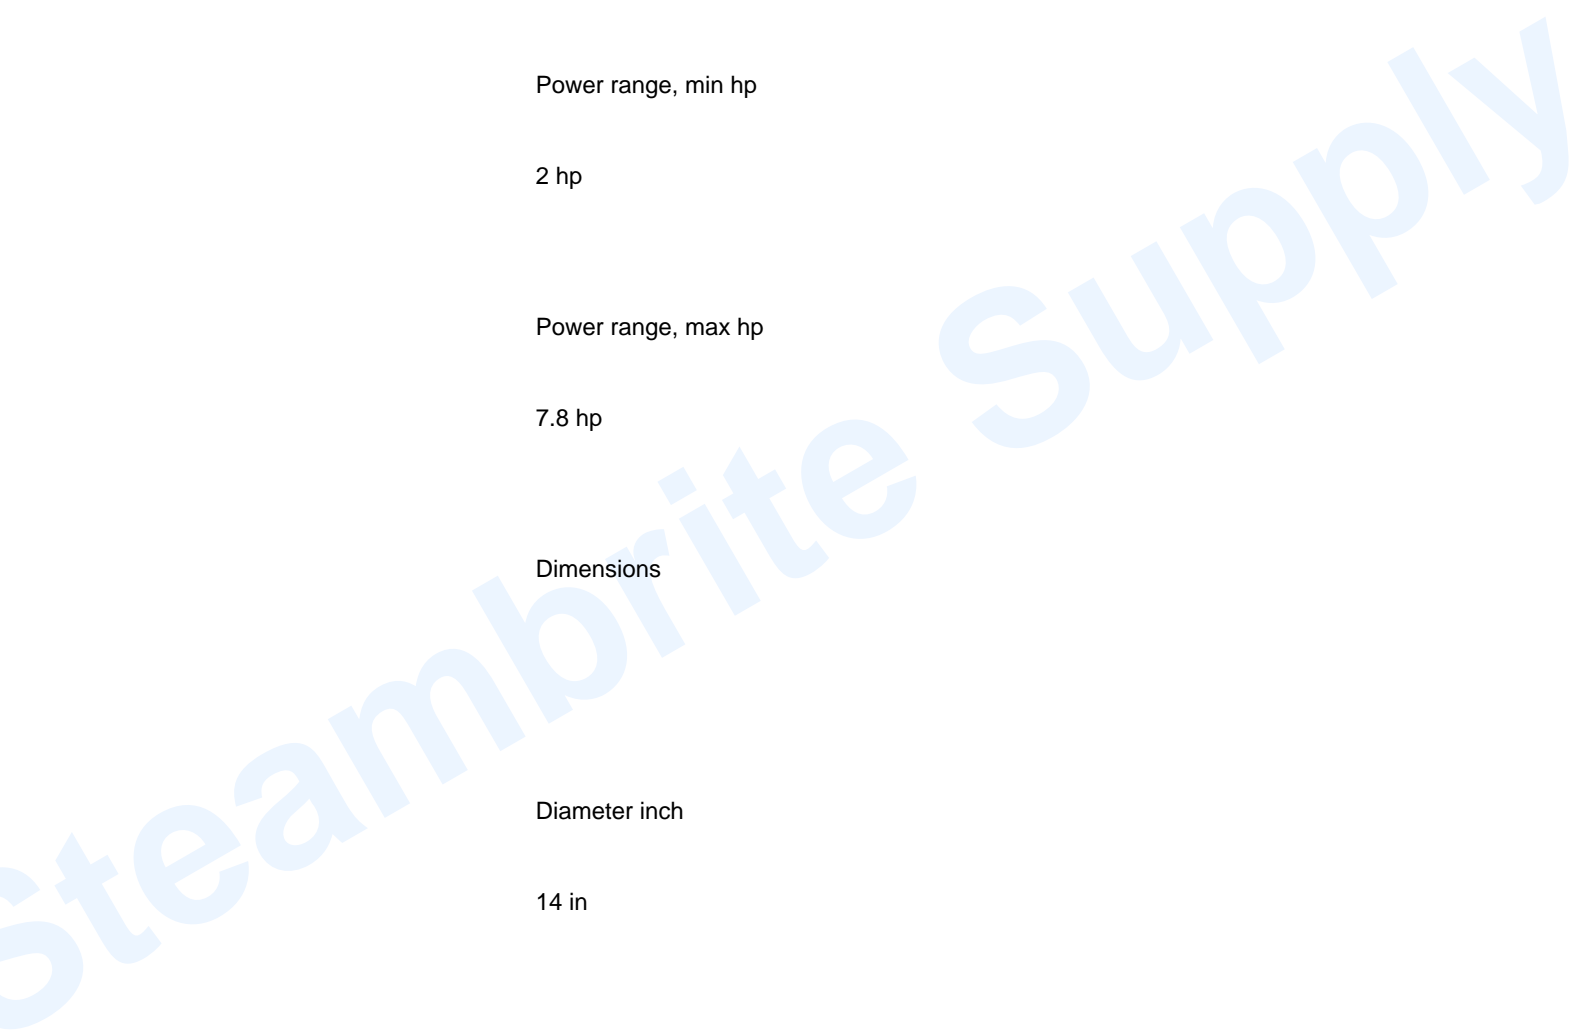 Power range, min hp
2 hp
Power range, max hp
7.8 hp
Dimensions
Diameter inch
14 in
Steambrite Supply